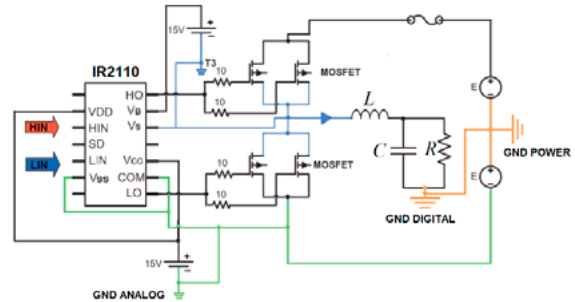 15V
T3
IR2110
10
10
MOSFET
HO
VB
Vs
VDD
HIN
SD
LIN
Vcc
Vss
COM
LO
HIN
LIN
10
10
MOSFET
L
C
R
E
E
GND POWER
GND DIGITAL
15V
GND ANALOG